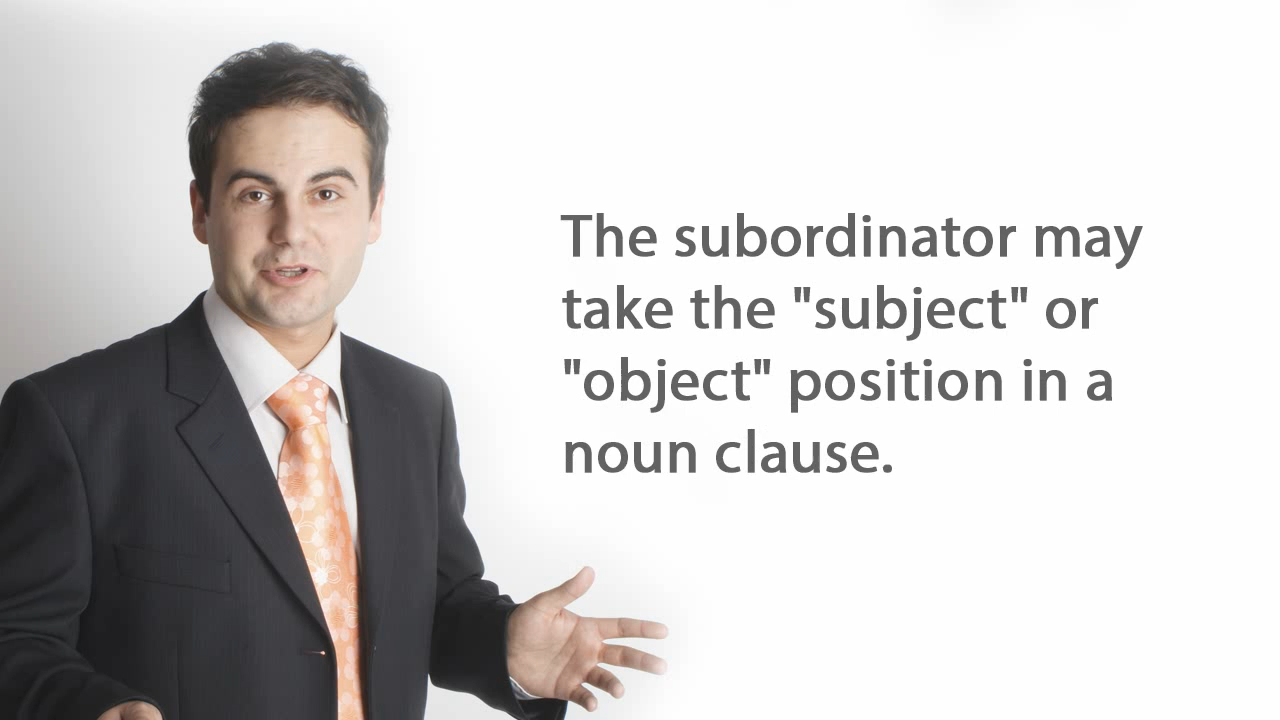 The subordinator may
take the "subject" or
"object" position in a
noun clause.